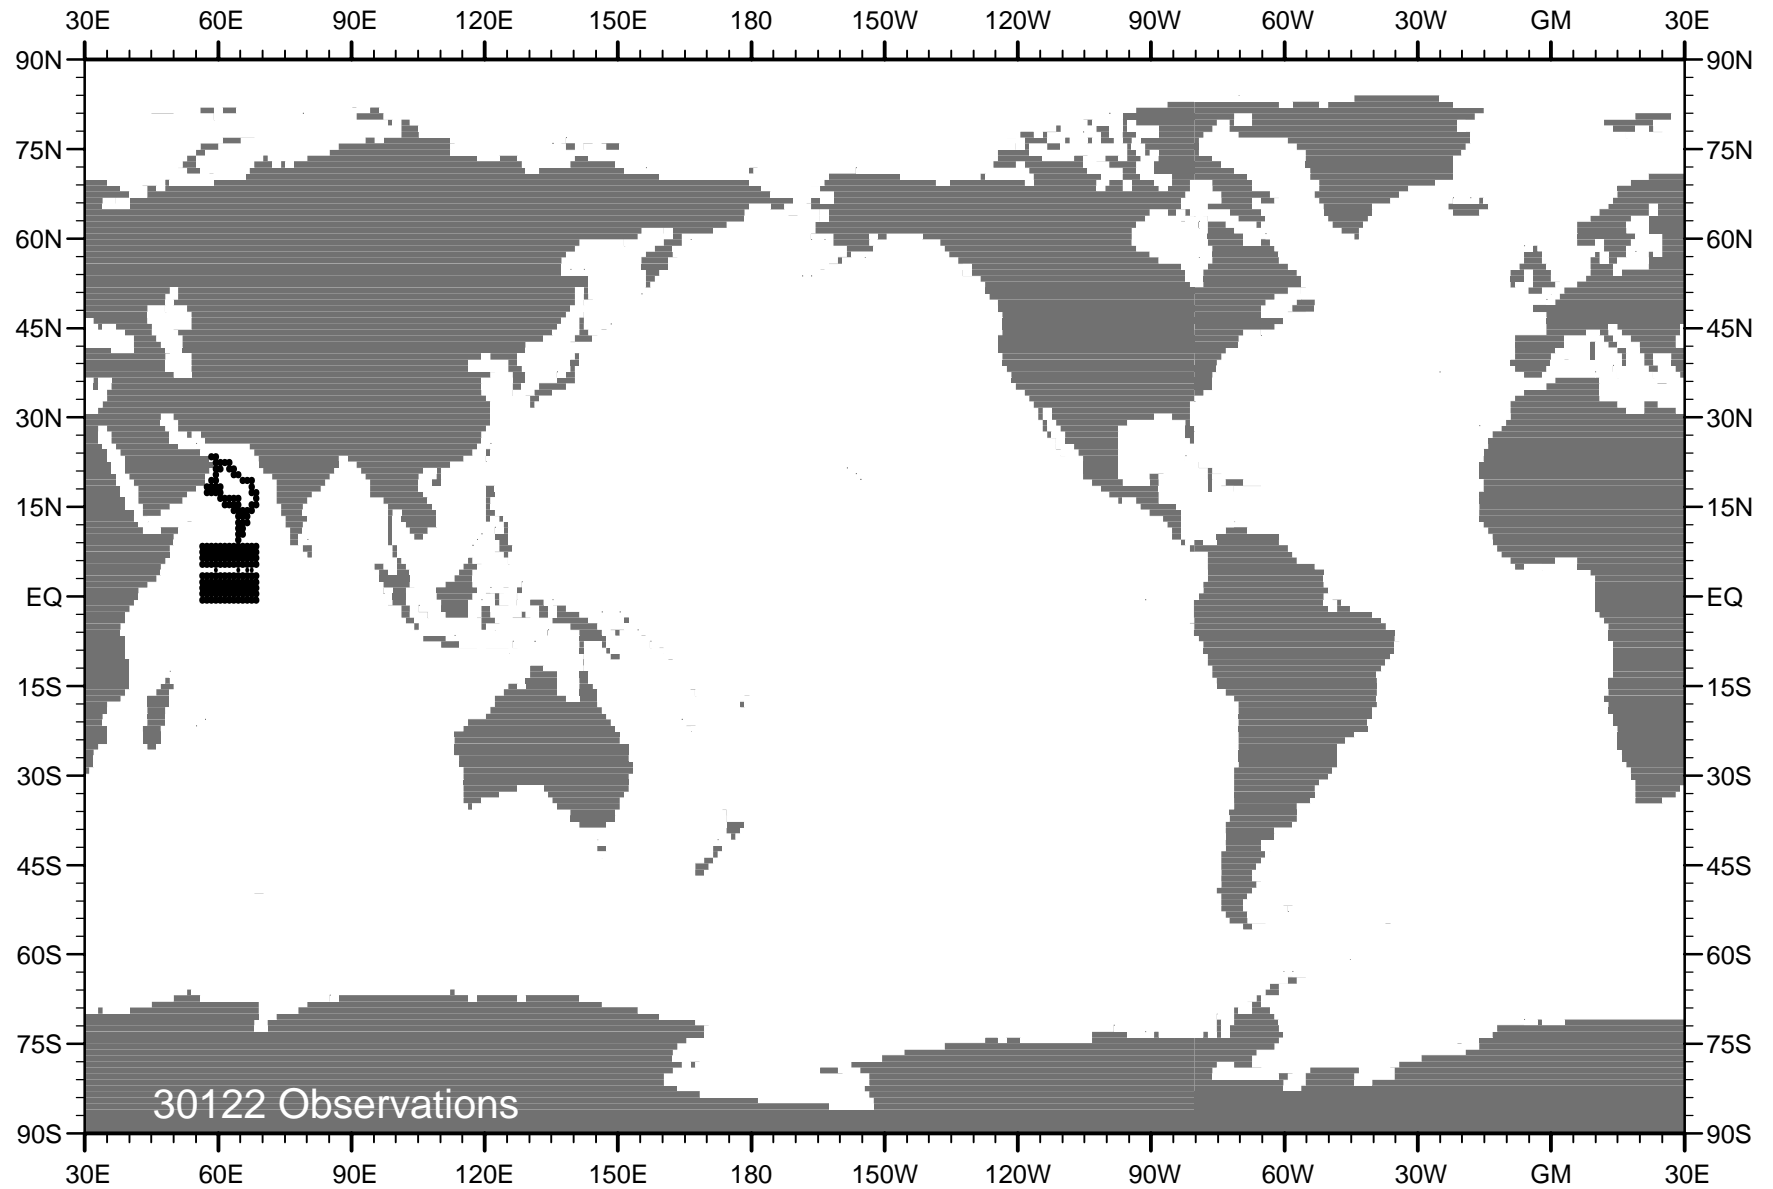 30E 60E 90E 120E 150E 180 150W 120W 90W 60W 30W GM 30E
90N 90N
75N 75N
60N 60N
45N 45N
30N 30N
15N 15N
EQ EQ
15S 15S
30S 30S
45S 45S
60S 60S
75S 75S
30122 Observations
90S 90S
30E 60E 90E 120E 150E 180 150W 120W 90W 60W 30W GM 30E